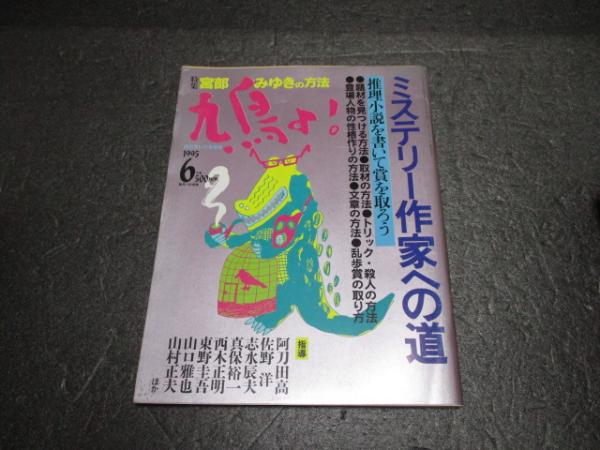 特集 宮部みゆきの方法
鳩よ!
1995
6
500円
ミステリー作家への道
推理小説を書いて賞を取ろう
●題材を見つける方法●取材の方法●トリック・殺人の方法
●登場人物の性格作りの方法●文章の方法●乱歩賞の取り方
指導
阿刀田高
佐野 洋
志水辰夫
真保裕一
西木正明
東野圭吾
山口雅也
山村正夫
ほか